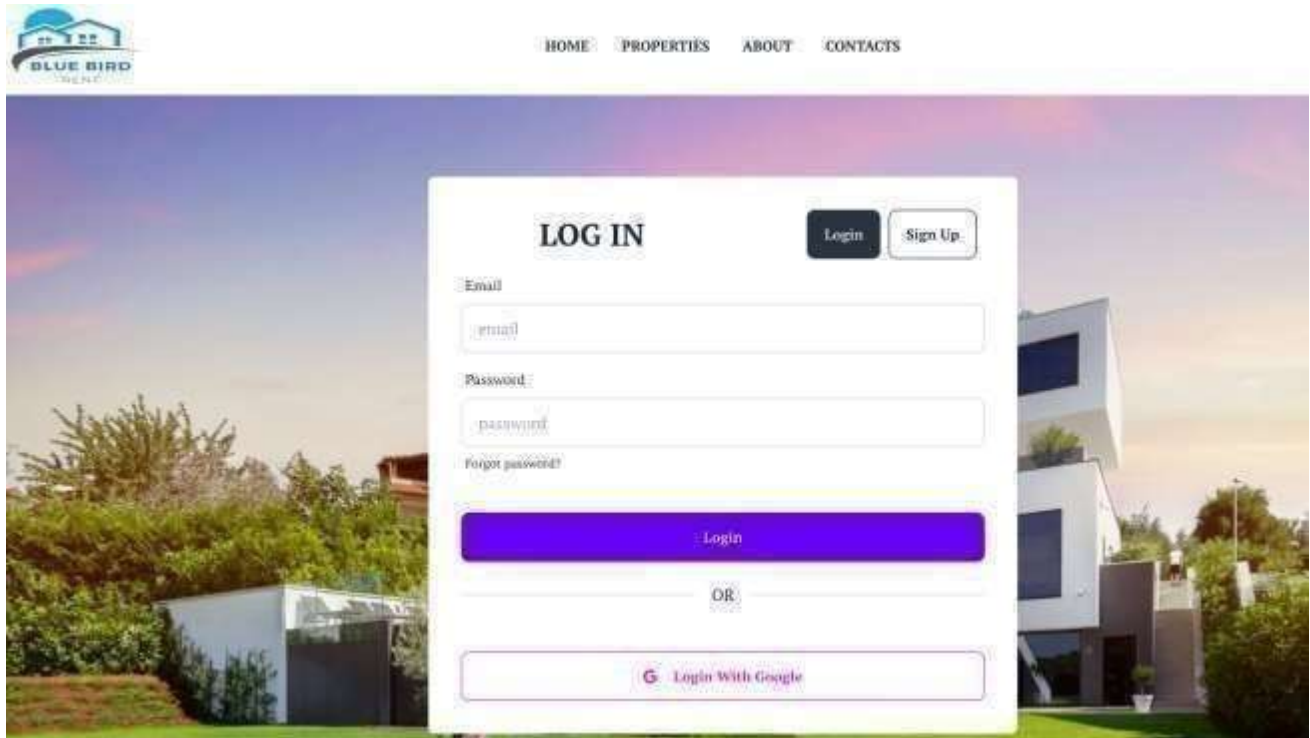 BLUE BIRD
RENT
HOME PROPERTIES ABOUT CONTACTS
LOG IN
Login Sign Up
Email
email
Password
password
Forgot password?
Login
OR
G Login With Google